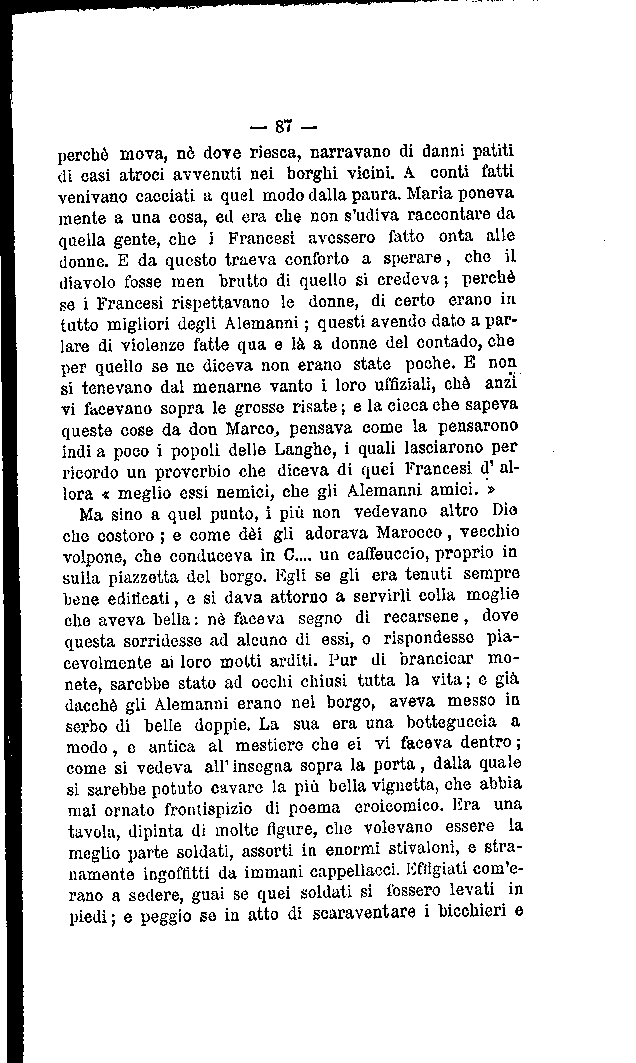 — 87 —
perchè mova, nè dove riesca, narravano di danni patiti
di casi atroci avvenuti nei borghi vicini. A conti fatti
venivano cacciati a quel modo dalla paura. Maria poneva
mente a una cosa, ed era che non s'udiva raccontare da
quella gente, che i Francesi avessero fatto onta alle
donne. E da questo traeva conforto a sperare, che il
diavolo fosse men brutto di quello si credeva; perchè
se i Francesi rispettavano le donne, di certo erano in
tutto migliori degli Alemanni; questi avendo dato a par-
lare di violenze fatte qua e là a donne del contado, che
per quello se ne diceva non erano state poche. E non
si tenevano dal menarne vanto i loro uffiziali, chè anzi
vi facevano sopra le grosse risate; e la cieca che sapeva
queste cose da don Marco, pensava come la pensarono
indi a poco i popoli delle Langhe, i quali lasciarono per
ricordo un proverbio che diceva di quei Francesi d' al-
lora « meglio essi nemici, che gli Alemanni amici. »
Ma sino a quel punto, i più non vedevano altro Dio
che costoro; e come dèi gli adorava Marocco, vecchio
volpone, che conduceva in C.... un caffeuccio, proprio in
sulla piazzetta del borgo. Egli se gli era tenuti sempre
bene edificati, e si dava attorno a servirli colla moglie
che aveva bella: nè faceva segno di recarsene, dove
questa sorridesse ad alcuno di essi, o rispondesse pia-
cevolmente ai loro motti arditi. Pur di brancicar mo-
nete, sarebbe stato ad occhi chiusi tutta la vita; e già
dacchè gli Alemanni erano nel borgo, aveva messo in
serbo di belle doppie. La sua era una botteguccia a
modo, e antica al mestiere che ei vi faceva dentro;
come si vedeva all'insegna sopra la porta, dalla quale
si sarebbe potuto cavare la più bella vignetta, che abbia
mai ornato frontispizio di poema eroicomico. Era una
tavola, dipinta di molte figure, che volevano essere la
meglio parte soldati, assorti in enormi stivaloni, e stra-
namente ingoffitti da immani cappellacci. Effigiati com'e-
rano a sedere, guai se quei soldati si fossero levati in
piedi; e peggio se in atto di scaraventare i bicchieri e